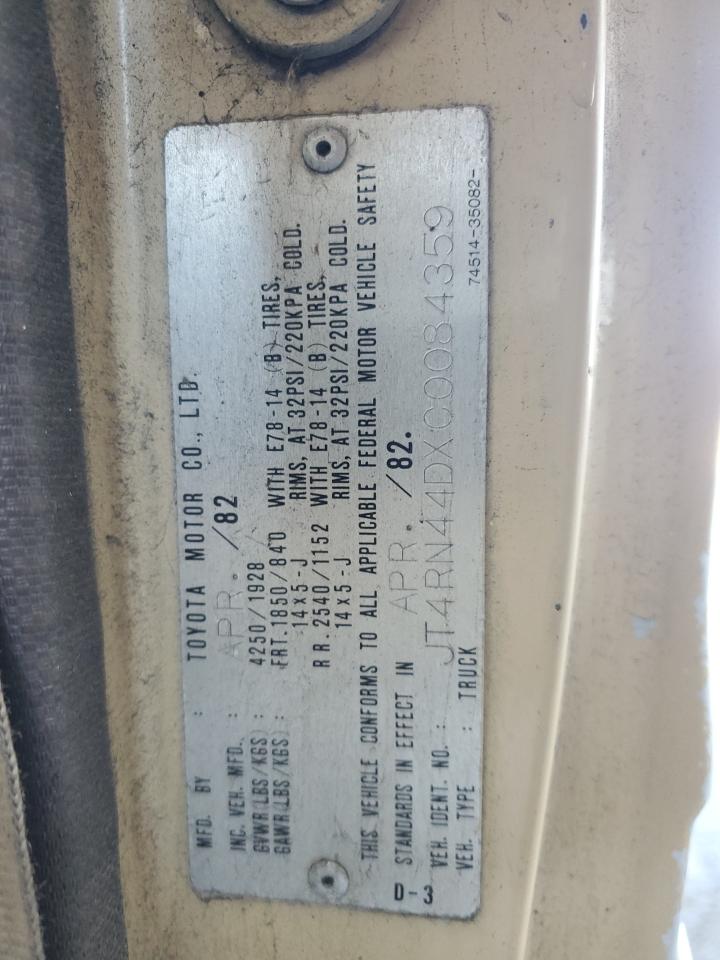 MFD. BY : TOYOTA MOTOR CO., LTD.
INC. VEH. MFD. : APR. /82
GVWR(LBS/KGS) : 4250/1928
GAWR(LBS/KGS) : FRT.1850/840 WITH E78-14 (B) TIRES,
14x5-J RIMS, AT 32PSI/220KPA COLD.
RR.2540/1152 WITH E78-14 (B) TIRES,
14x5-J RIMS, AT 32PSI/220KPA COLD.
THIS VEHICLE CONFORMS TO ALL APPLICABLE FEDERAL MOTOR VEHICLE SAFETY
STANDARDS IN EFFECT IN APR. /82.
VEH. IDENT. NO. : JT4RN44DXC0084359
VEH. TYPE : TRUCK
74514-35082-
D-3